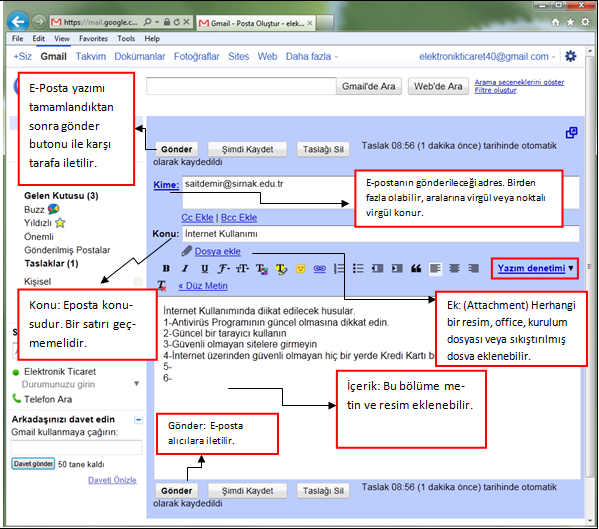 https://mail.google.c...
Gmail - Posta Oluştur - elek...
File Edit View Favorites Tools Help
+Siz Gmail Takvim Dokümanlar Fotoğraflar Sites Web Daha fazla
elektronikticaret40@gmail.com
Gmail'de Ara
Web'de Ara
Arama seçeneklerini göster
Filtre oluştur
E-Posta yazımı
tamamlandıktan
sonra gönder
butonu ile karşı
tarafa iletilir.
Gönder Şimdi Kaydet Taslağı Sil Taslak 08:56 (1 dakika önce) tarihinde otomatik
olarak kaydedildi
Kime: saitdemir@sirnak.edu.tr
E-postanın gönderileceği adres. Birden
fazla olabilir, aralarına virgül veya noktalı
virgül konur.
Cc Ekle | Bcc Ekle
Konu: İnternet Kullanımı
Dosya ekle
Gelen Kutusu (3)
Buzz
Yıldızlı
Önemli
Gönderilmiş Postalar
Taslaklar (1)
Kişisel
B I U
Yazım denetimi
« Düz Metin
Konu: Eposta konu-
sudur. Bir satırı geç-
memelidir.
Ek: (Attachment) Herhangi
bir resim, office, kurulum
dosyası veya sıkıştırılmış
dosya eklenebilir.
İnternet Kullanımında dikat edilecek husular.
1-Antivirüs Programının güncel olmasına dikkat edin.
2-Güncel bir tarayıcı kullanın
3-Güvenli olmayan sitelere girmeyin
4-İnternet üzerinden güvenli olmayan hiç bir yerde Kredi Kartı
5-
6-
İçerik: Bu bölüme me-
tin ve resim eklenebilir.
Gönder: E-posta
alıcılara iletilir.
Elektronik Ticaret
Durumunuzu girin
Telefon Ara
Arkadaşınızı davet edin
Gmail kullanmaya çağırın:
Davet gönder 50 tane kaldı
Daveti Önizle
Gönder Şimdi Kaydet Taslağı Sil Taslak 08:56 (1 dakika önce) tarihinde otomatik
olarak kaydedildi